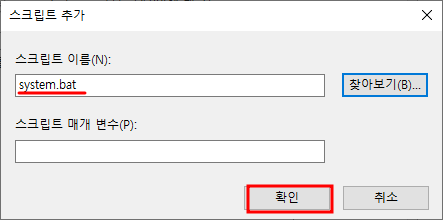 스크립트 추가
스크립트 이름(N):
system.bat
찾아보기(B)...
스크립트 매개 변수(P):
확인
취소